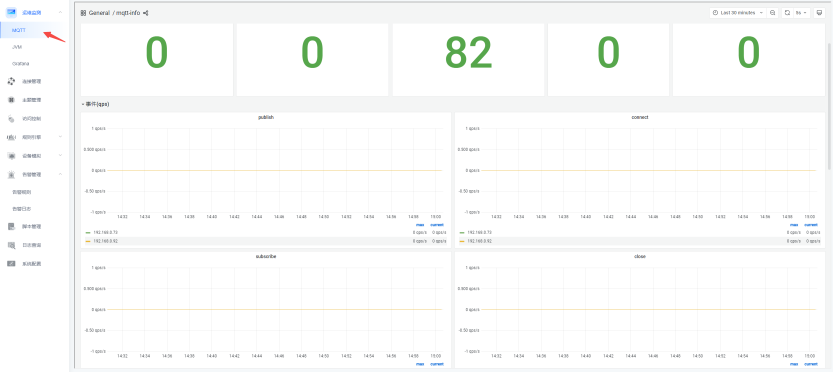 运维监测
MQTT
JVM
Grafana
连接管理
主题管理
访问控制
规则引擎
设备模拟
告警管理
告警规则
告警日志
脚本管理
日志查询
系统配置
General / mqtt-info
Last 30 minutes
5s
0
0
82
0
0
事件(qps)
publish
1 qps/s
0.500 qps/s
0 qps/s
-0.50 qps/s
-1 qps/s
14:32 14:34 14:36 14:38 14:40 14:42 14:44 14:46 14:48 14:50 14:52 14:54 14:56 14:58 15:00
max current
192.168.0.73 0 qps/s 0 qps/s
192.168.0.92 0 qps/s 0 qps/s
connect
1 qps/s
0.500 qps/s
0 qps/s
-0.50 qps/s
-1 qps/s
14:32 14:34 14:36 14:38 14:40 14:42 14:44 14:46 14:48 14:50 14:52 14:54 14:56 14:58 15:00
max current
192.168.0.73 0 qps/s 0 qps/s
192.168.0.92 0 qps/s 0 qps/s
subscribe
1 qps/s
0.500 qps/s
0 qps/s
-0.50 qps/s
-1 qps/s
14:32 14:34 14:36 14:38 14:40 14:42 14:44 14:46 14:48 14:50 14:52 14:54 14:56 14:58 15:00
max current
close
1 qps/s
0.500 qps/s
0 qps/s
-0.50 qps/s
-1 qps/s
14:32 14:34 14:36 14:38 14:40 14:42 14:44 14:46 14:48 14:50 14:52 14:54 14:56 14:58 15:00
max current